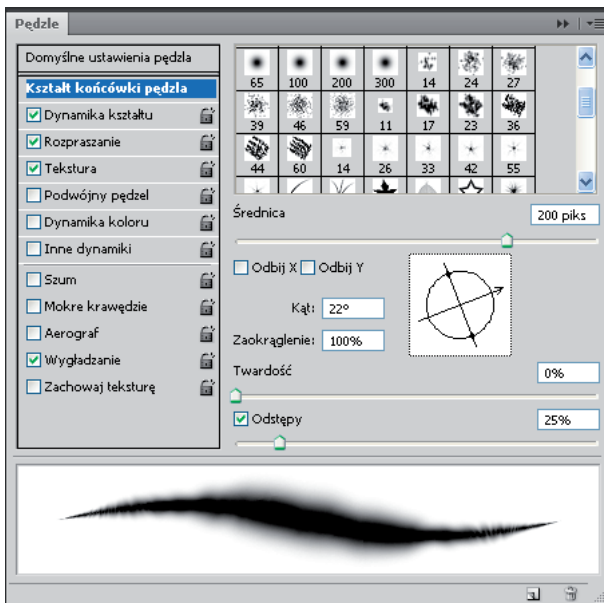 Pędzle
Domyślne ustawienia pędzla
Kształt końcówki pędzla
Dynamika kształtu
Rozpraszanie
Tekstura
Podwójny pędzel
Dynamika koloru
Inne dynamiki
Szum
Mokre krawędzie
Aerograf
Wygładzanie
Zachowaj teksturę
65 100 200 300 14 24 27
39 46 59 11 17 23 36
44 60 14 26 33 42 55
Średnica 200 piks
Odbij X Odbij Y
Kąt: 22º
Zaokrąglenie: 100%
Twardość 0%
Odstępy 25%